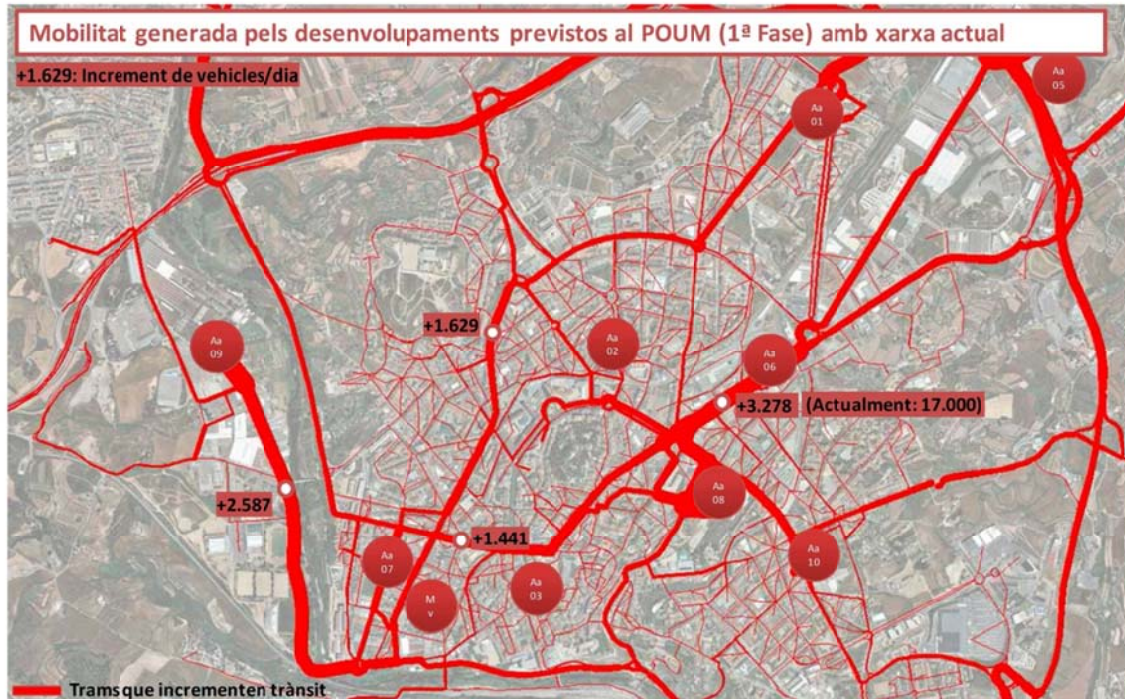 Mobilitat generada pels desenvolupaments previstos al POUM (1ª Fase) amb xarxa actual
+1.629: Increment de vehicles/dia
Aa
05
Aa
01
+1.629
Aa
02
Aa
09
Aa
06
+3.278 (Actualment: 17.000)
Aa
08
+2.587
+1.441
Aa
10
Aa
07
Aa
03
M
v
Trams que incrementen trànsit